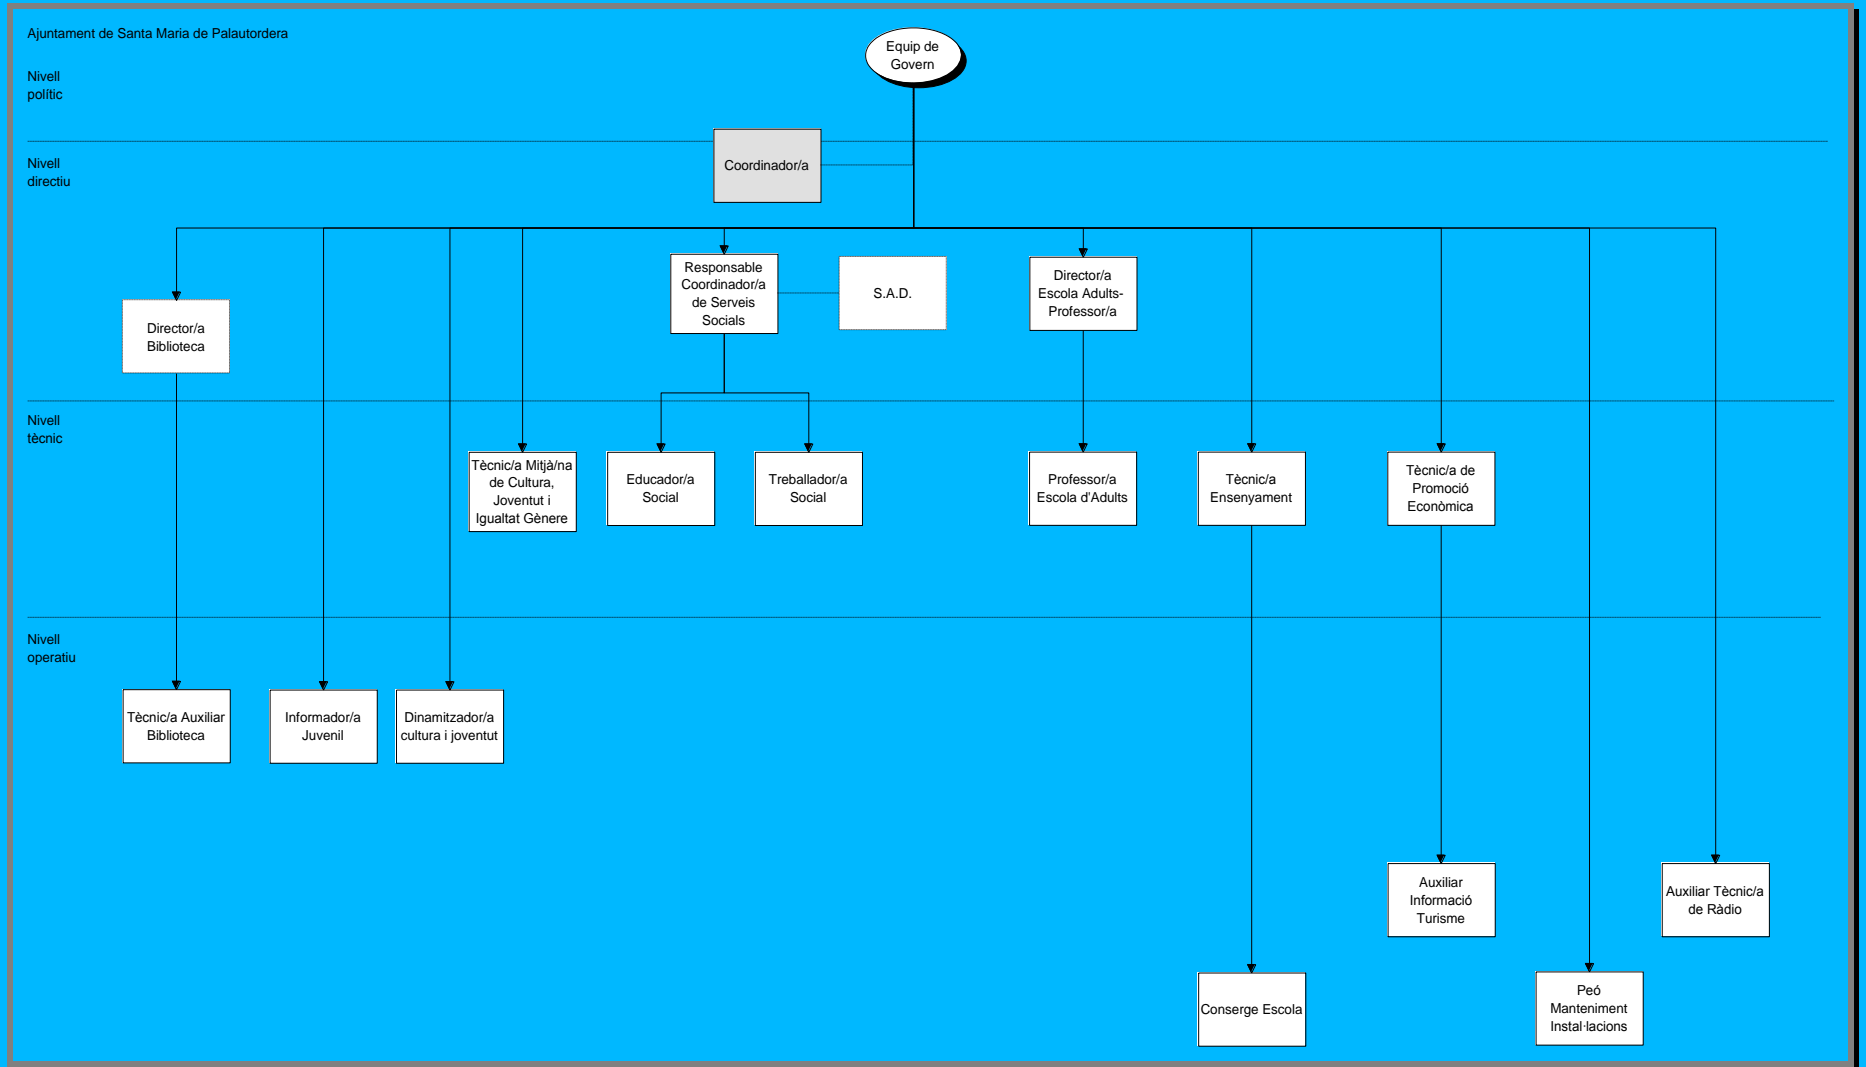 Ajuntament de Santa Maria de Palautordera
Equip de
Govern
Nivell
polític
Nivell
directiu
Coordinador/a
Director/a
Biblioteca
Responsable
Coordinador/a
de Serveis
Socials
S.A.D.
Director/a
Escola Adults-
Professor/a
Nivell
tècnic
Tècnic/a Mitjà/na
de Cultura,
Joventut i
Igualtat Gènere
Educador/a
Social
Treballador/a
Social
Professor/a
Escola d'Adults
Tècnic/a
Ensenyament
Tècnic/a de
Promoció
Econòmica
Nivell
operatiu
Tècnic/a Auxiliar
Biblioteca
Informador/a
Juvenil
Dinamitzador/a
cultura i joventut
Auxiliar
Informació
Turisme
Auxiliar Tècnic/a
de Ràdio
Conserge Escola
Peó
Manteniment
Instal·lacions